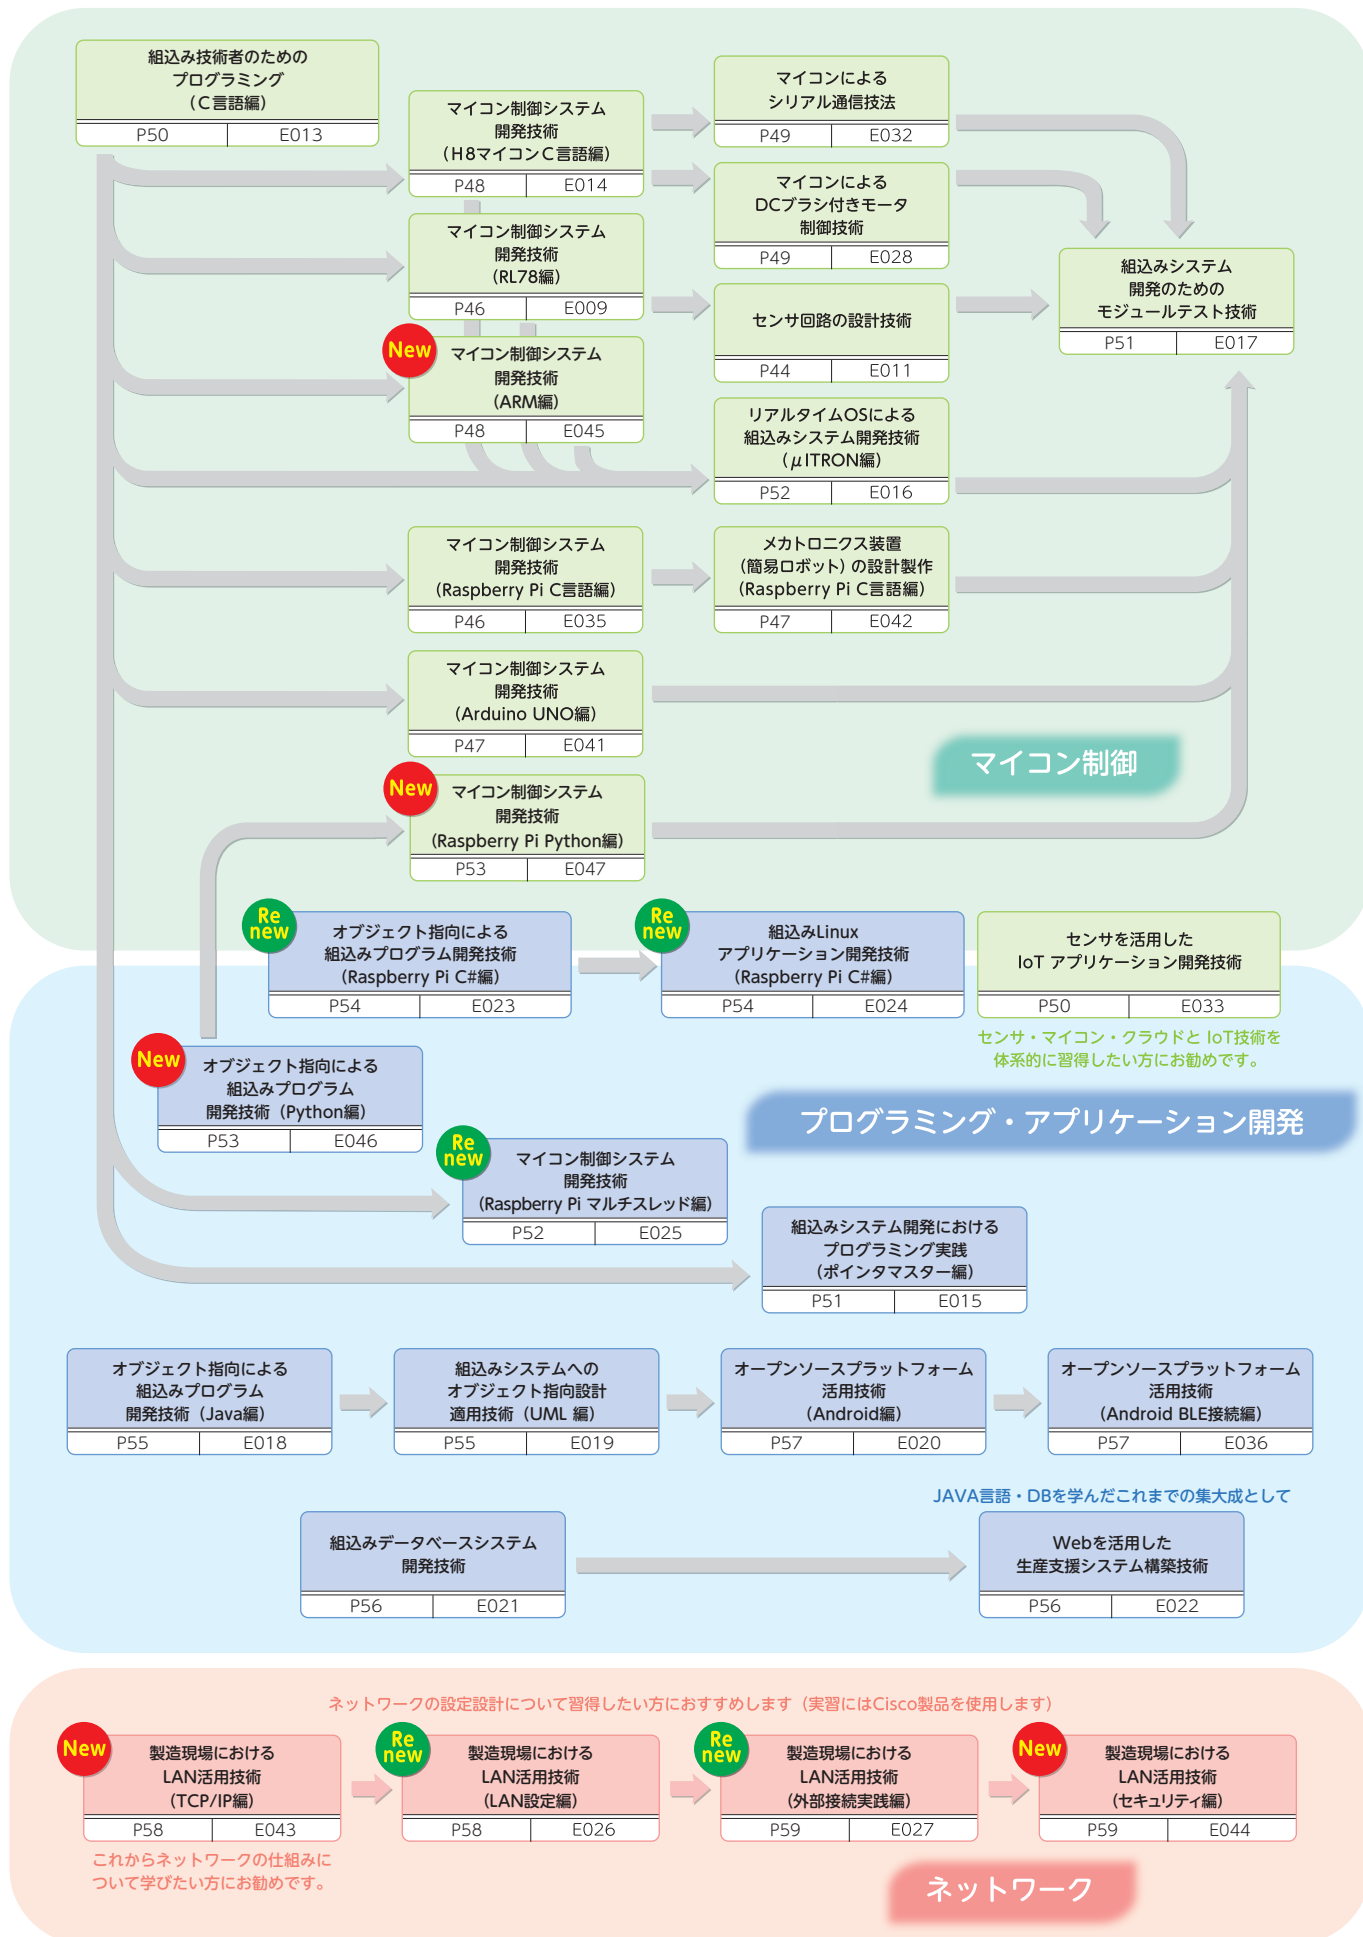 組込み技術者のための
プログラミング
（C言語編）
P50 E013
マイコン制御システム
開発技術
（H8マイコンC言語編）
P48 E014
マイコンによる
シリアル通信技法
P49 E032
マイコンによる
DCブラシ付きモータ
制御技術
P49 E028
マイコン制御システム
開発技術
（RL78編）
P46 E009
センサ回路の設計技術
P44 E011
組込みシステム
開発のための
モジュールテスト技術
P51 E017
New
マイコン制御システム
開発技術
（ARM編）
P48 E045
リアルタイムOSによる
組込みシステム開発技術
（μITRON編）
P52 E016
マイコン制御システム
開発技術
（Raspberry Pi C言語編）
P46 E035
メカトロニクス装置
（簡易ロボット）の設計製作
（Raspberry Pi C言語編）
P47 E042
マイコン制御システム
開発技術
（Arduino UNO編）
P47 E041
マイコン制御
New
マイコン制御システム
開発技術
（Raspberry Pi Python編）
P53 E047
Re
new
オブジェクト指向による
組込みプログラム開発技術
（Raspberry Pi C#編）
P54 E023
Re
new
組込みLinux
アプリケーション開発技術
（Raspberry Pi C#編）
P54 E024
センサを活用した
IoT アプリケーション開発技術
P50 E033
センサ・マイコン・クラウドと IoT技術を
体系的に習得したい方にお勧めです。
New
オブジェクト指向による
組込みプログラム
開発技術（Python編）
P53 E046
プログラミング・アプリケーション開発
Re
new
マイコン制御システム
開発技術
（Raspberry Pi マルチスレッド編）
P52 E025
組込みシステム開発における
プログラミング実践
（ポインタマスター編）
P51 E015
オブジェクト指向による
組込みプログラム
開発技術（Java編）
P55 E018
組込みシステムへの
オブジェクト指向設計
適用技術（UML 編）
P55 E019
オープンソースプラットフォーム
活用技術
（Android編）
P57 E020
オープンソースプラットフォーム
活用技術
（Android BLE接続編）
P57 E036
JAVA言語・DBを学んだこれまでの集大成として
組込みデータベースシステム
開発技術
P56 E021
Webを活用した
生産支援システム構築技術
P56 E022
ネットワークの設定設計について習得したい方におすすめします（実習にはCisco製品を使用します）
New
製造現場における
LAN活用技術
（TCP/IP編）
P58 E043
Re
new
製造現場における
LAN活用技術
（LAN設定編）
P58 E026
Re
new
製造現場における
LAN活用技術
（外部接続実践編）
P59 E027
New
製造現場における
LAN活用技術
（セキュリティ編）
P59 E044
これからネットワークの仕組みに
ついて学びたい方にお勧めです。
ネットワーク